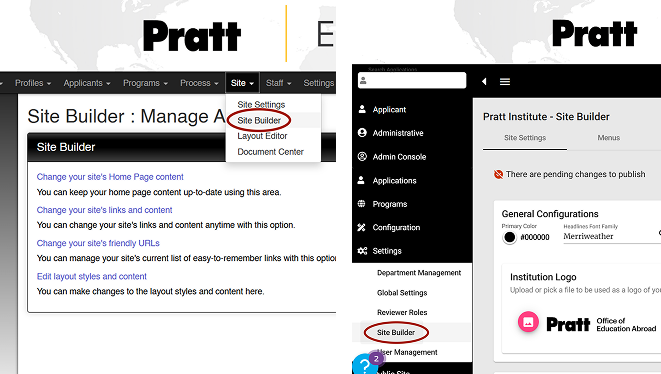 Pratt
Profiles
Applicants
Programs
Process
Site
Staff
Settings
Site Settings
Site Builder
Layout Editor
Document Center
Site Builder : Manage A
Site Builder
Change your site's Home Page content
You can keep your home page content up-to-date using this area.
Change your site's links and content
You can change your site's links and content anytime with this option.
Change your site's friendly URLs
You can manage your site's current list of easy-to-remember links with this option
Edit layout styles and content
You can make changes to the layout styles and content here.
Pratt
Search Applications
Applicant
Administrative
Admin Console
Applications
Programs
Configuration
Settings
Department Management
Global Settings
Reviewer Roles
Site Builder
User Management
Public Site
?
2
Pratt Institute - Site Builder
Site Settings
Menus
There are pending changes to publish
General Configurations
Primary Color
#000000
Headlines Font Family
Merriweather
Institution Logo
Upload or pick a file to be used as a logo of you
Pratt
Office of
Education Abroad